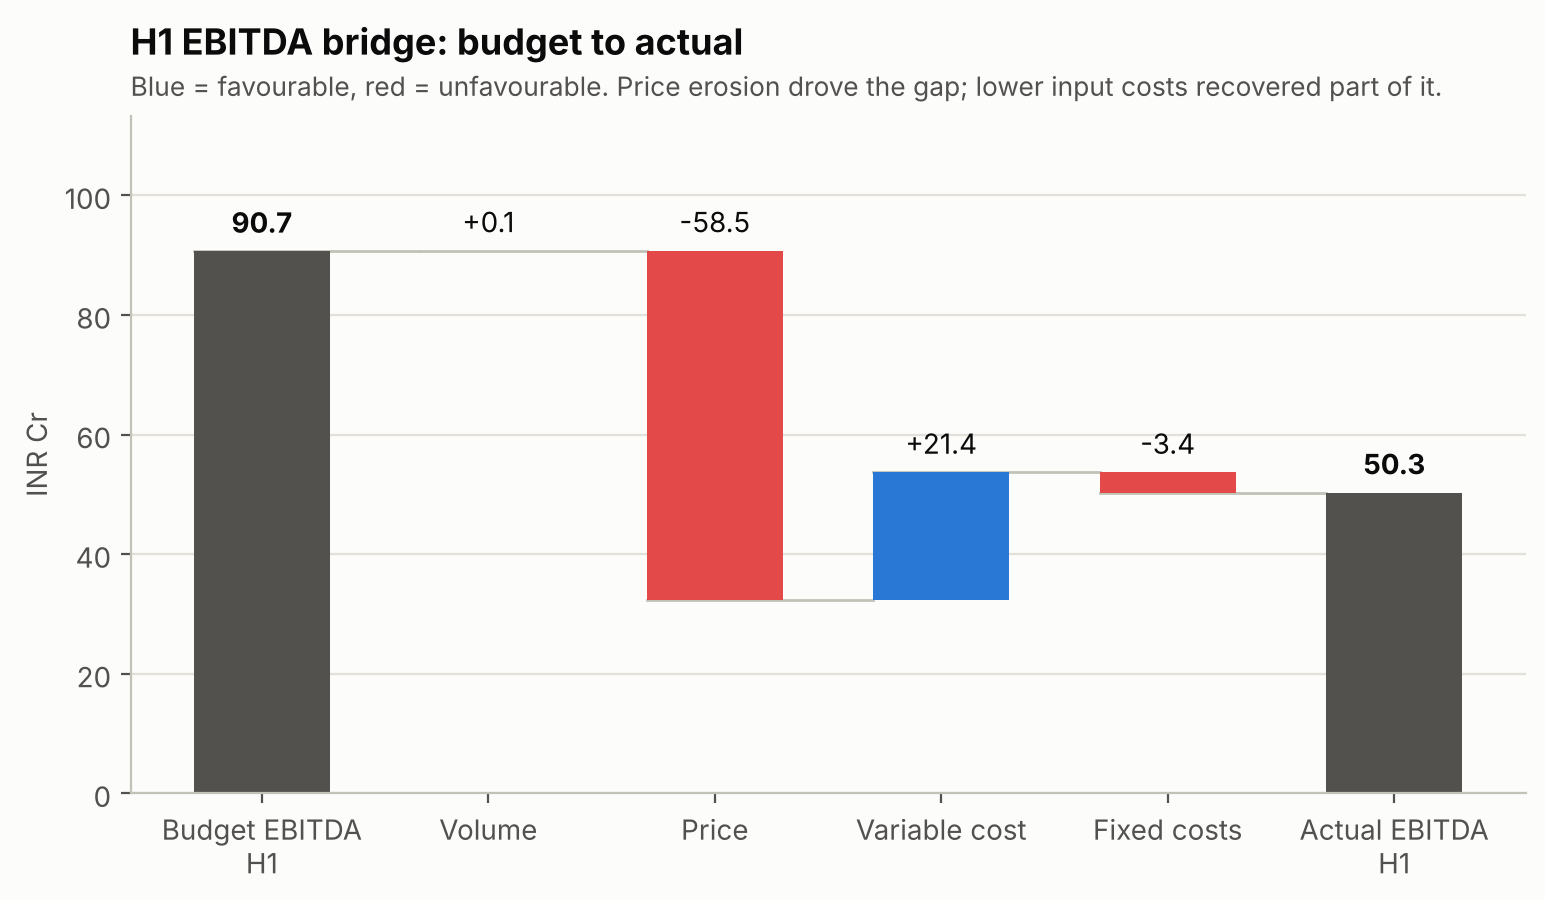 H1 EBITDA bridge: budget to actual
Blue = favourable, red = unfavourable. Price erosion drove the gap; lower input costs recovered part of it.
INR Cr
100
80
60
40
20
0
90.7
+0.1
-58.5
+21.4
-3.4
50.3
Budget EBITDA
H1
Volume
Price
Variable cost
Fixed costs
Actual EBITDA
H1